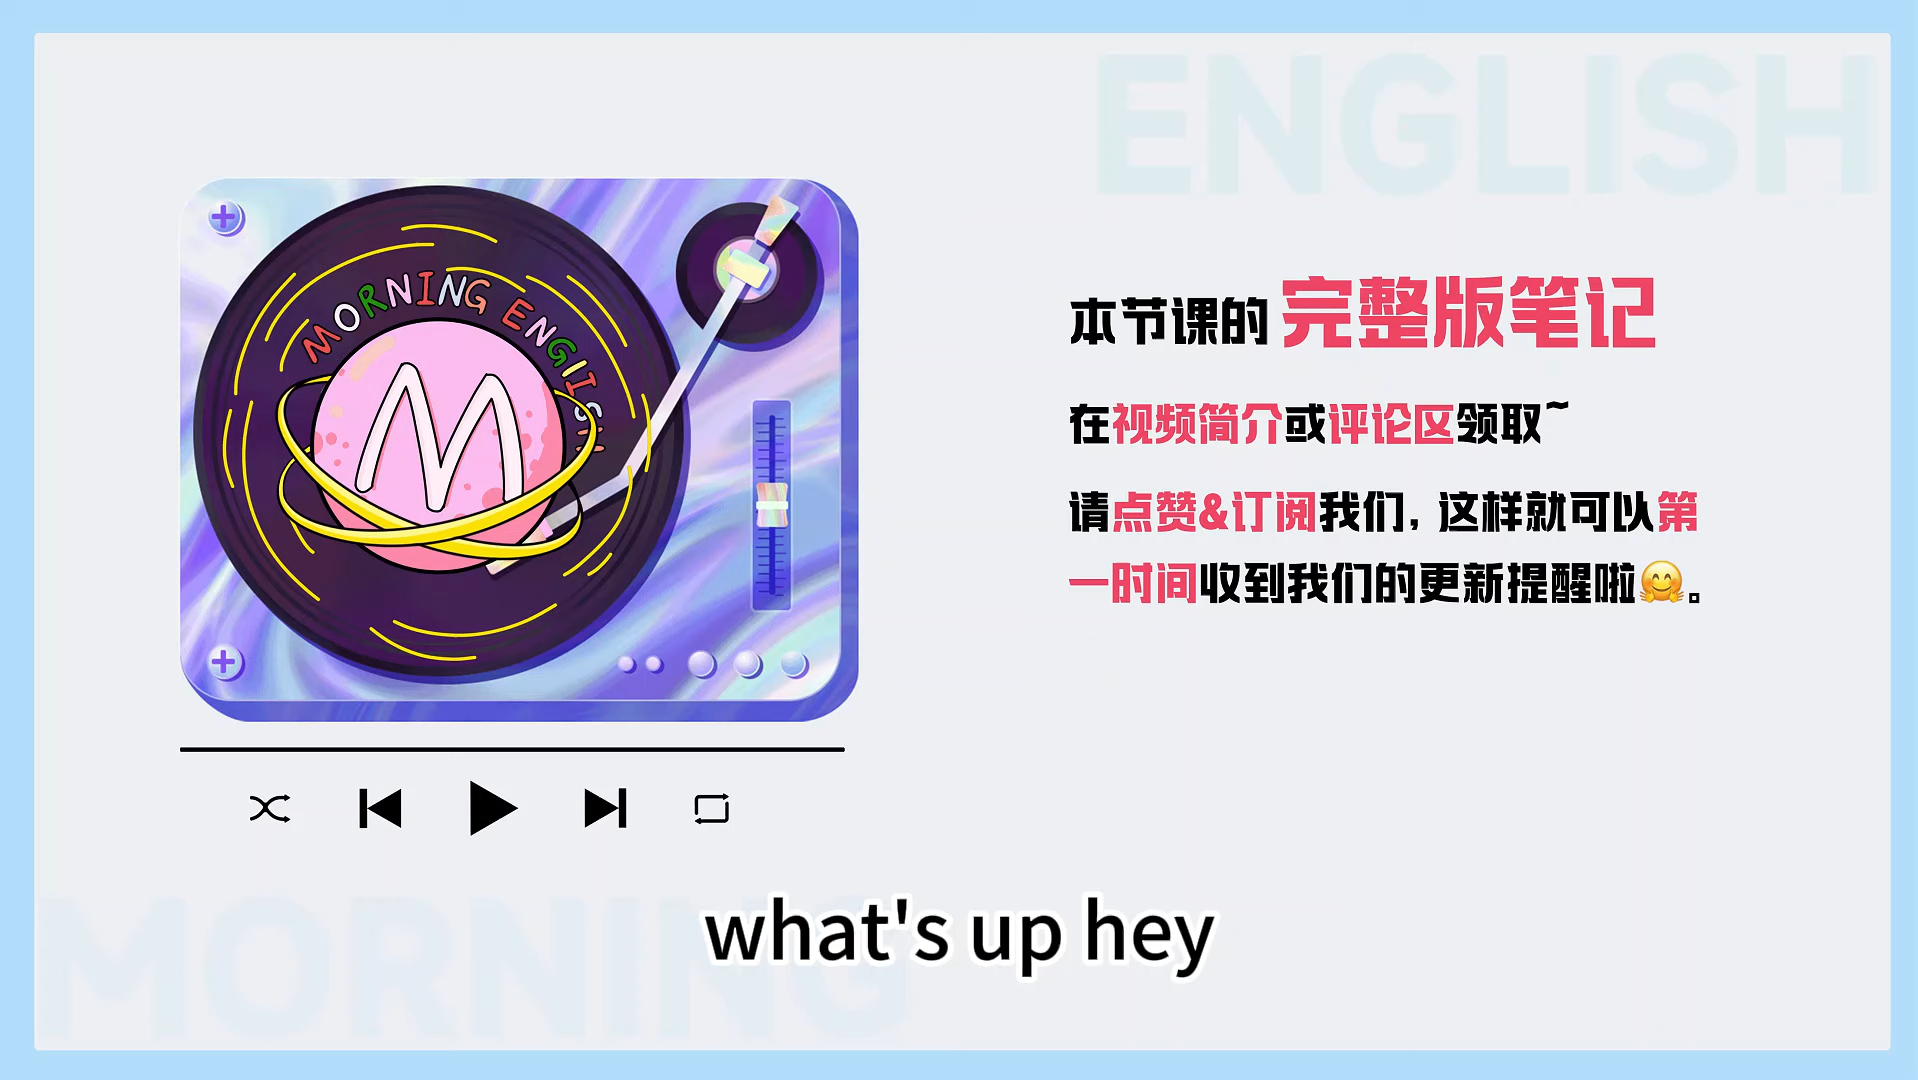 ENGLISH
MORNING ENGLISH
M
本节课的 完整版笔记
在视频简介或评论区领取~
请点赞&订阅我们，这样就可以第
一时间收到我们的更新提醒啦🤗。
MORNING
what's up hey